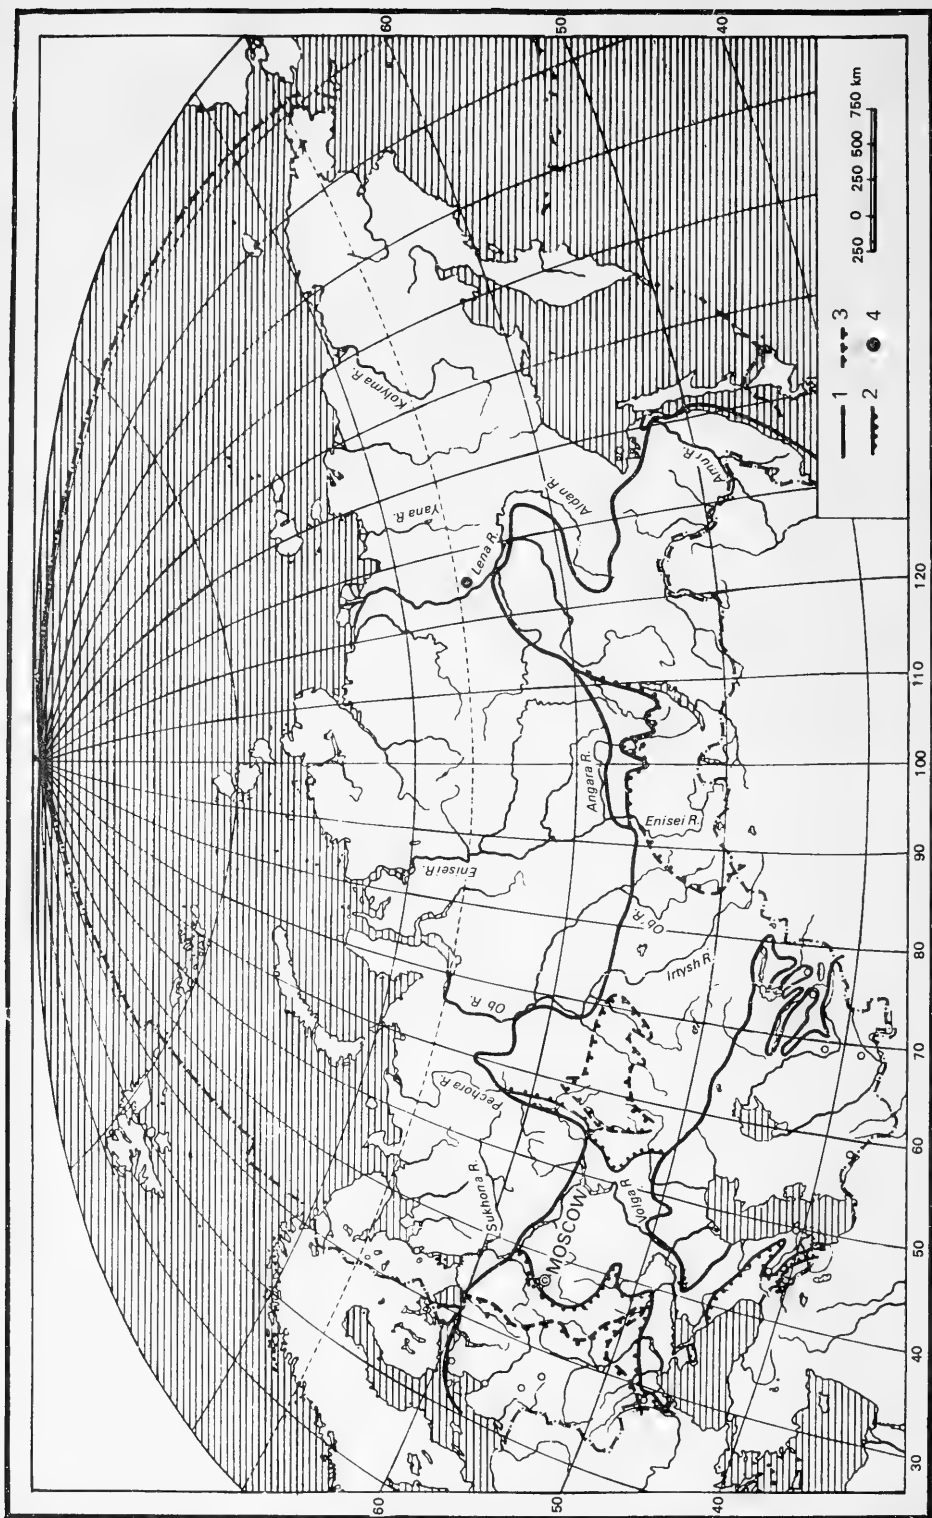 60
50
40
250 0 250 500 750 km
1
2
3
4
Kolyma R.
Yana R.
Lena R.
Aldan R.
Amur R.
Angara R.
Enisei R.
Enisei R.
Ob R.
Ob R.
Irtysh R.
Pechora R.
Sukhona R.
MOSCOW
Volga R.
120
110
100
90
80
70
60
50
40
30
60
50
40